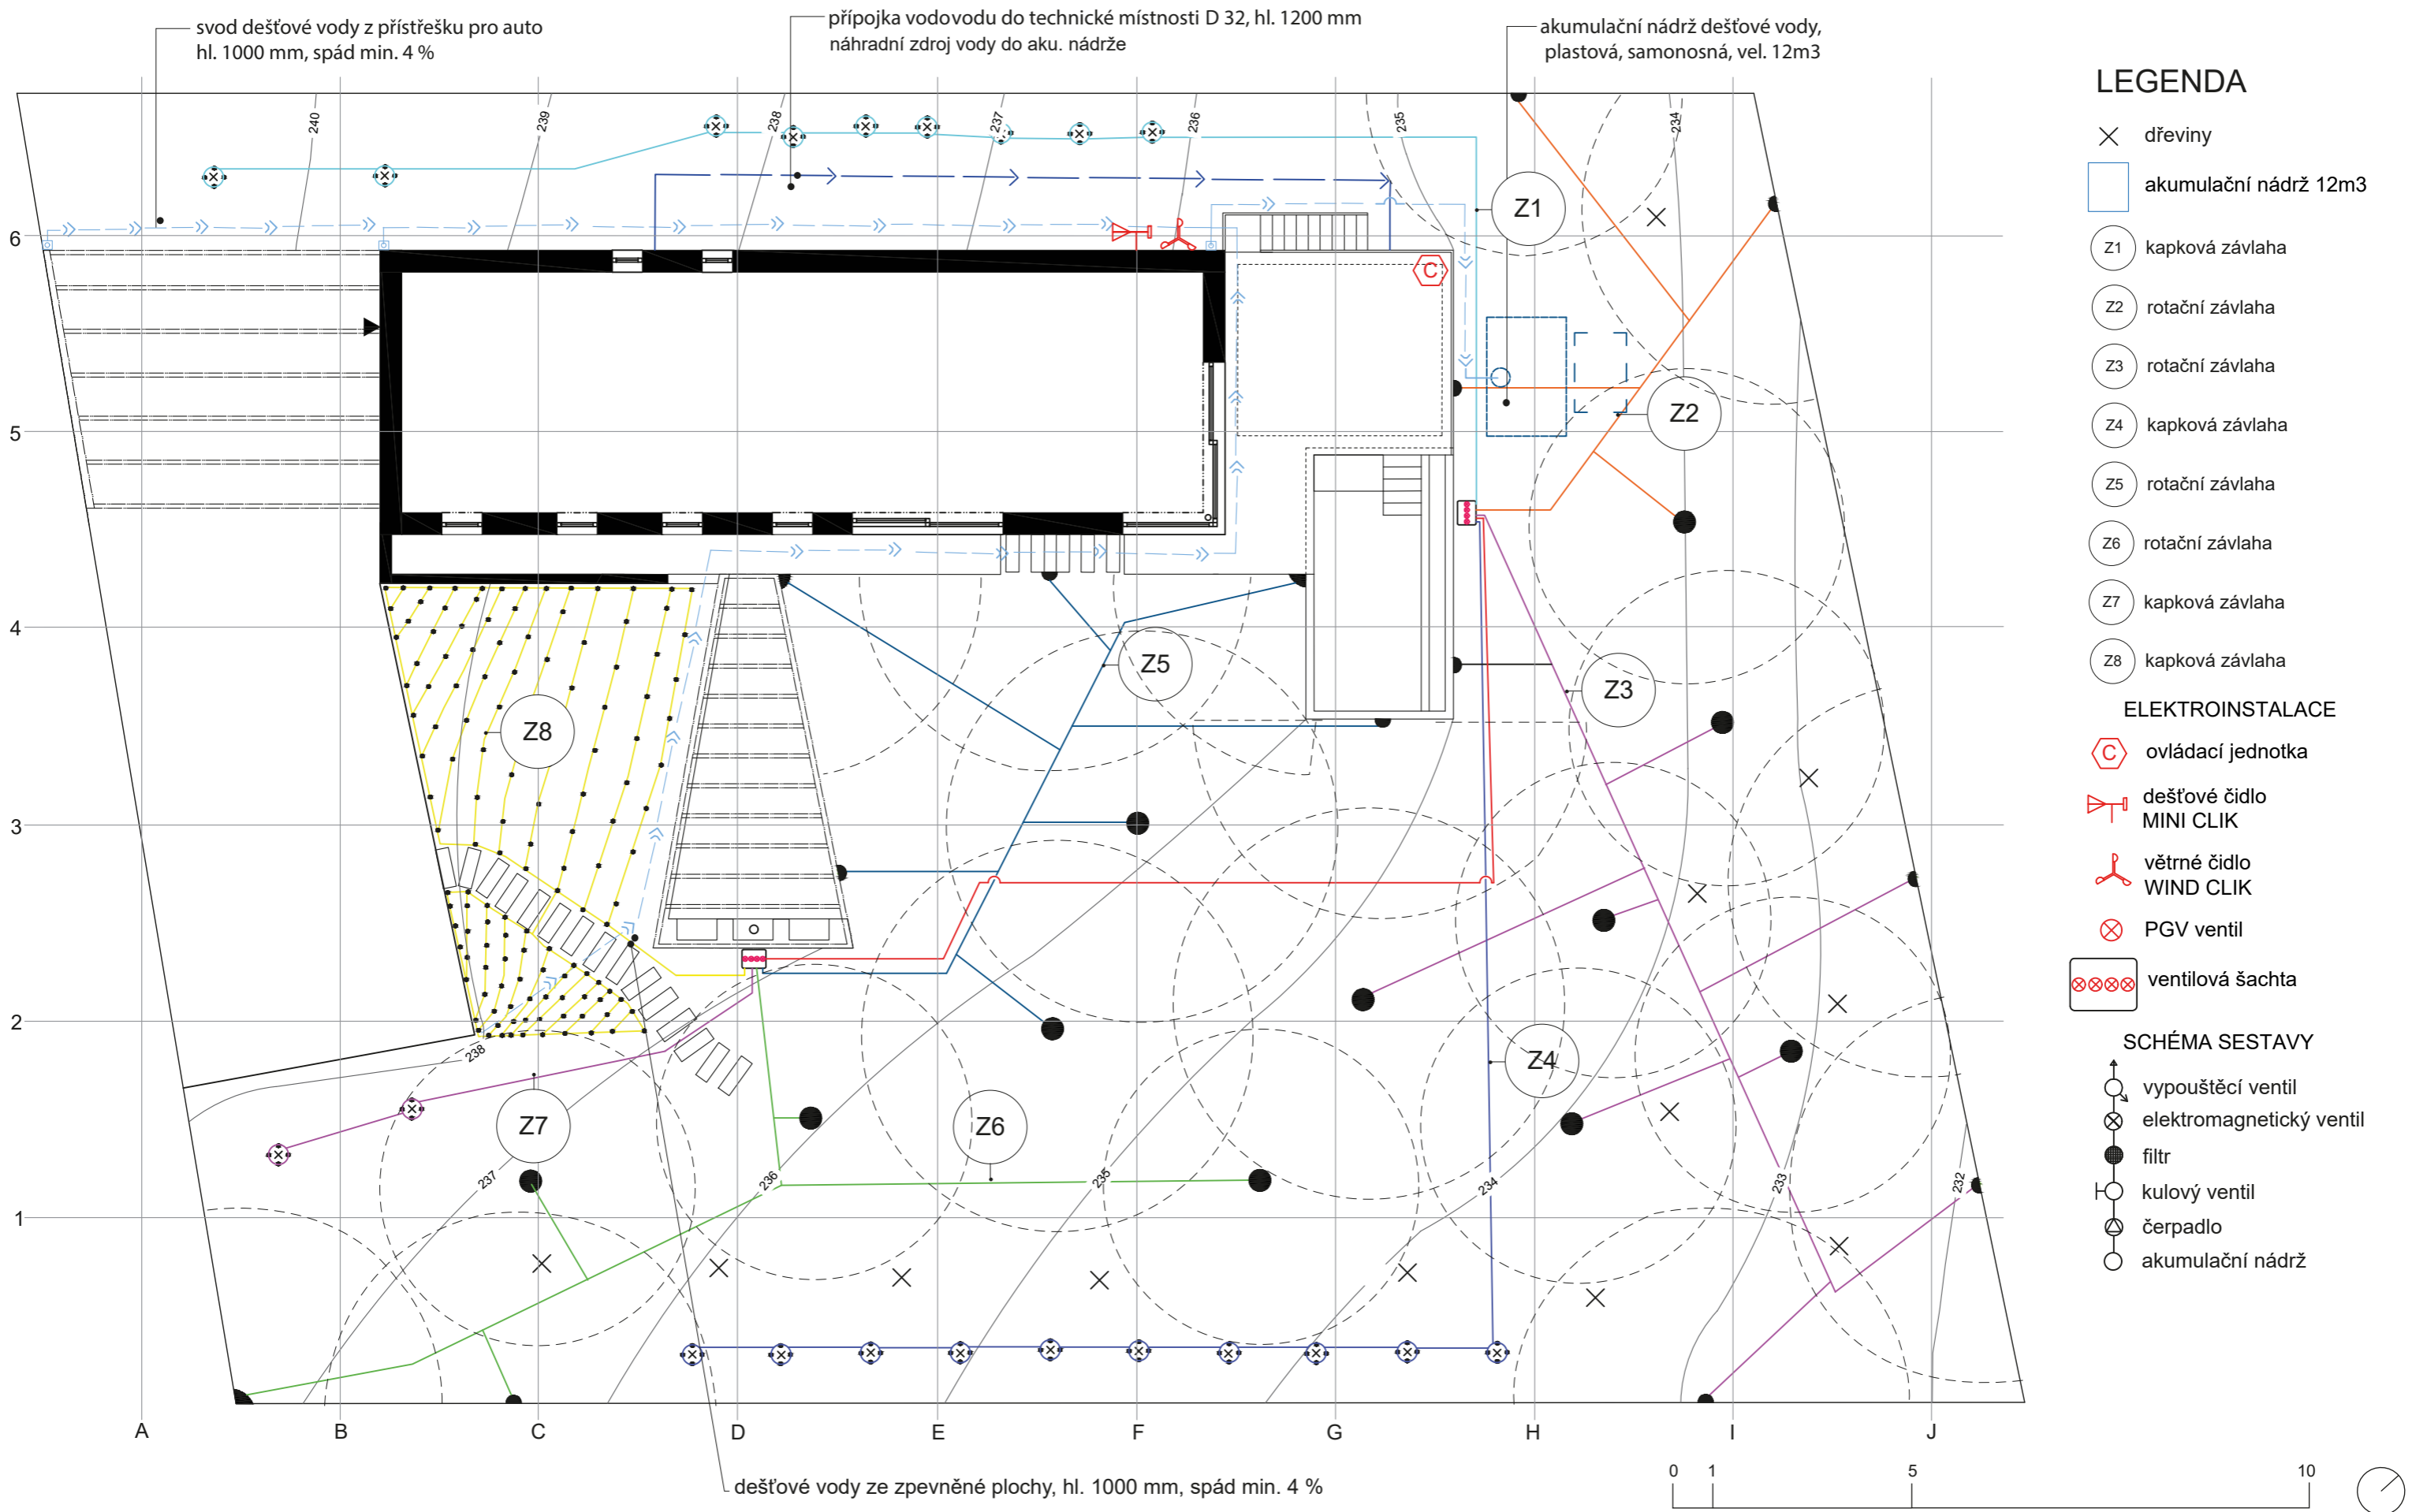 svod dešťové vody z přístřešku pro auto
hl. 1000 mm, spád min. 4 %
přípojka vodovodu do technické místnosti D 32, hl. 1200 mm
náhradní zdroj vody do aku. nádrže
akumulační nádrž dešťové vody,
plastová, samonosná, vel. 12m3
240
239
238
237
236
235
234
6
5
4
3
2
1
Z1
C
Z2
Z5
Z3
Z8
Z4
Z7
Z6
238
237
236
235
234
233
232
A
B
C
D
E
F
G
H
I
J
dešťové vody ze zpevněné plochy, hl. 1000 mm, spád min. 4 %
0 1 5 10
LEGENDA
dřeviny
akumulační nádrž 12m3
Z1 kapková závlaha
Z2 rotační závlaha
Z3 rotační závlaha
Z4 kapková závlaha
Z5 rotační závlaha
Z6 rotační závlaha
Z7 kapková závlaha
Z8 kapková závlaha
ELEKTROINSTALACE
C ovládací jednotka
dešťové čidlo
MINI CLIK
větrné čidlo
WIND CLIK
PGV ventil
ventilová šachta
SCHÉMA SESTAVY
vypouštěcí ventil
elektromagnetický ventil
filtr
kulový ventil
čerpadlo
akumulační nádrž